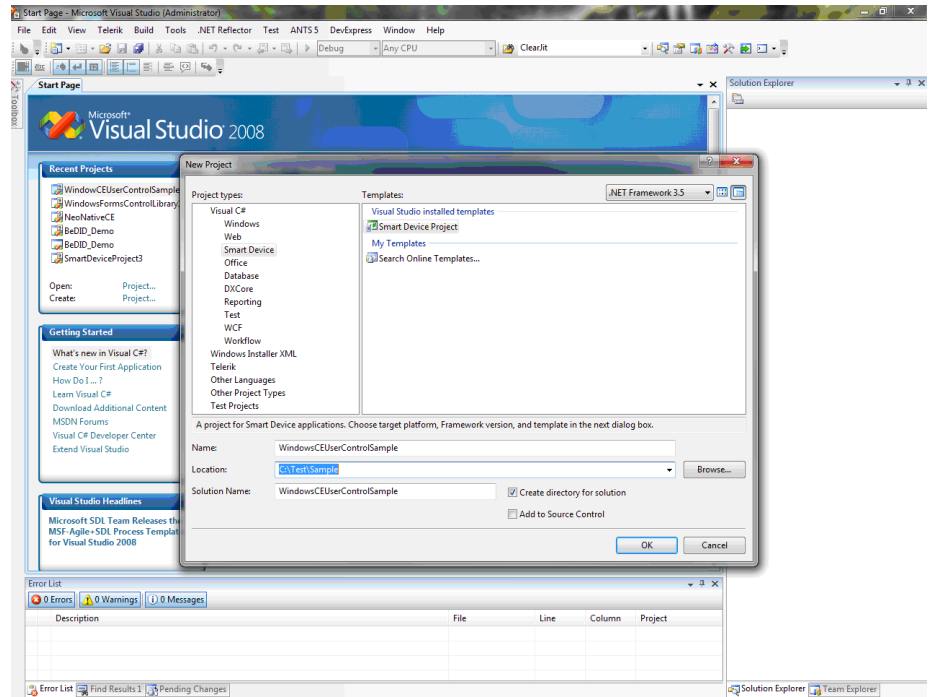 Start Page - Microsoft Visual Studio (Administrator)
File Edit View Telerik Build Tools .NET Reflector Test ANTS 5 DevExpress Window Help
Debug Any CPU ClearJit
Toolbox
Start Page
Solution Explorer
Microsoft
Visual Studio 2008
Recent Projects
WindowCEUserControlSample
WindowsFormsControlLibrary
NeoNativeCE
BeDID_Demo
BeDID_Demo
SmartDeviceProject3
Open: Project...
Create: Project...
Getting Started
What's new in Visual C#?
Create Your First Application
How Do I ... ?
Learn Visual C#
Download Additional Content
MSDN Forums
Visual C# Developer Center
Extend Visual Studio
Visual Studio Headlines
Microsoft SDL Team Releases the
MSF-Agile+SDL Process Templat
for Visual Studio 2008
New Project
Project types:
Templates:
.NET Framework 3.5
Visual C#
Windows
Web
Smart Device
Office
Database
DXCore
Reporting
Test
WCF
Workflow
Windows Installer XML
Telerik
Other Languages
Other Project Types
Test Projects
Visual Studio installed templates
Smart Device Project
My Templates
Search Online Templates...
A project for Smart Device applications. Choose target platform, Framework version, and template in the next dialog box.
Name: WindowsCEUserControlSample
Location: C:\Test\Sample Browse...
Solution Name: WindowsCEUserControlSample
Create directory for solution
Add to Source Control
OK Cancel
Error List
0 Errors 0 Warnings 0 Messages
Description File Line Column Project
Error List Find Results 1 Pending Changes
Solution Explorer Team Explorer